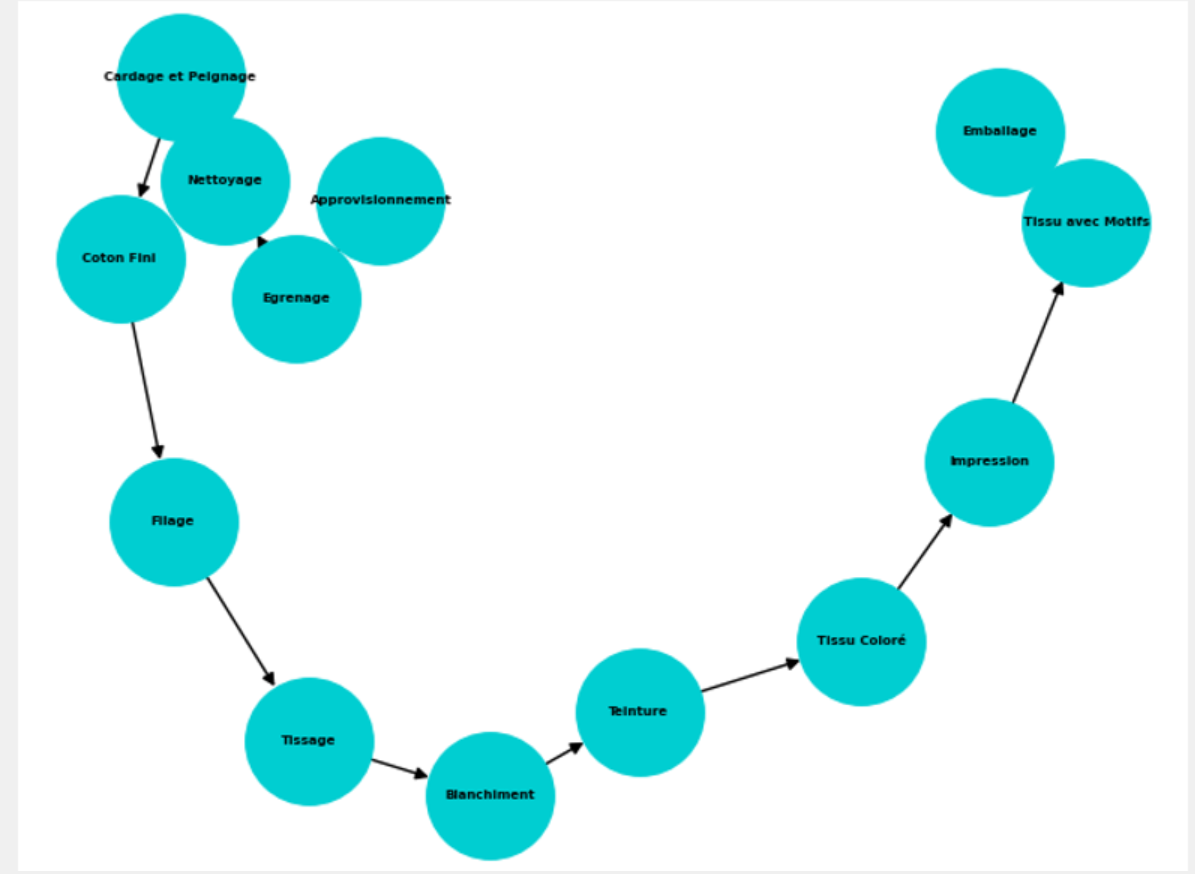 Cardage et Peignage
Emballage
Nettoyage
Approvisionnement
Tissu avec Motifs
Coton Fini
Egrenage
Impression
Filage
Tissu Coloré
Teinture
Tissage
Blanchiment